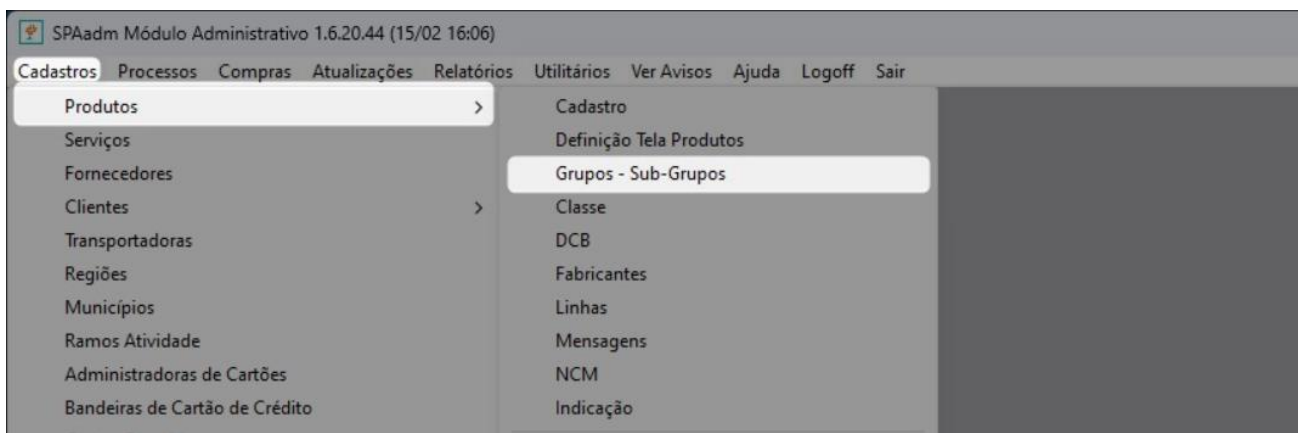 SPAadm Módulo Administrativo 1.6.20.44 (15/02 16:06)
Cadastros Processos Compras Atualizações Relatórios Utilitários Ver Avisos Ajuda Logoff Sair
Produtos >
Serviços
Fornecedores
Clientes >
Transportadoras
Regiões
Municípios
Ramos Atividade
Administradoras de Cartões
Bandeiras de Cartão de Crédito
Cadastro
Definição Tela Produtos
Grupos - Sub-Grupos
Classe
DCB
Fabricantes
Linhas
Mensagens
NCM
Indicação